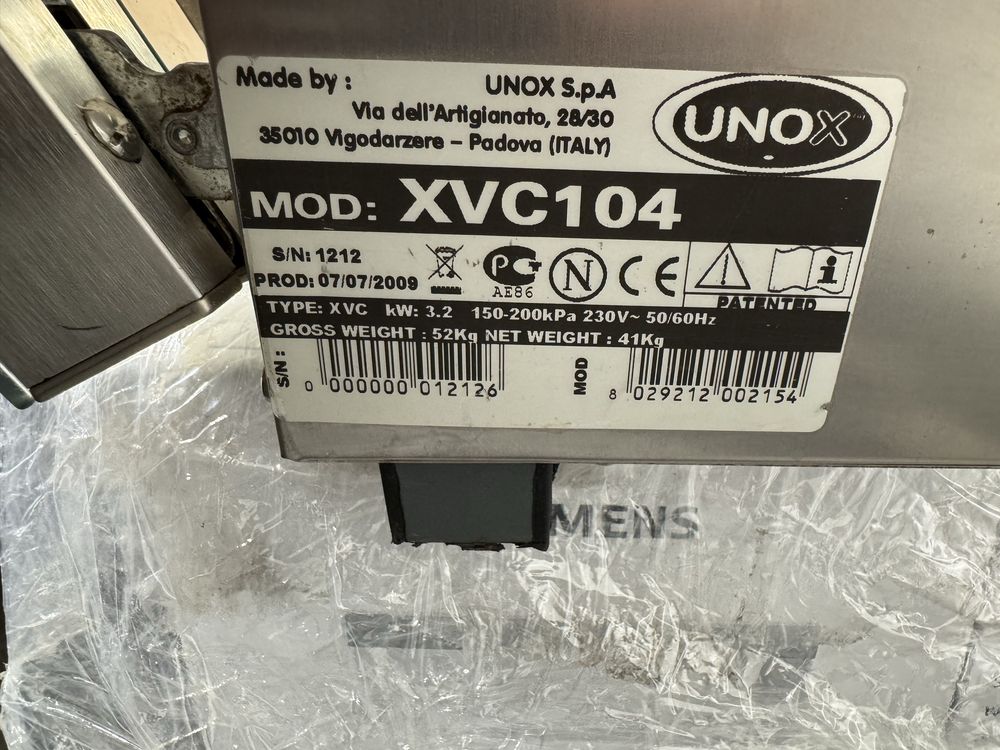 Made by :
UNOX S.p.A
Via dell'Artigianato, 28/30
35010 Vigodarzere – Padova (ITALY)
UNOX
MOD: XVC104
S/N: 1212
PROD: 07/07/2009
PCT
AE86
N
CE
i
PATENTED
TYPE: XVC kW: 3.2 150-200kPa 230V~ 50/60Hz
GROSS WEIGHT : 52Kg NET WEIGHT : 41Kg
S/N :
0 000000 012126
MOD
8 029212 002154
MENS